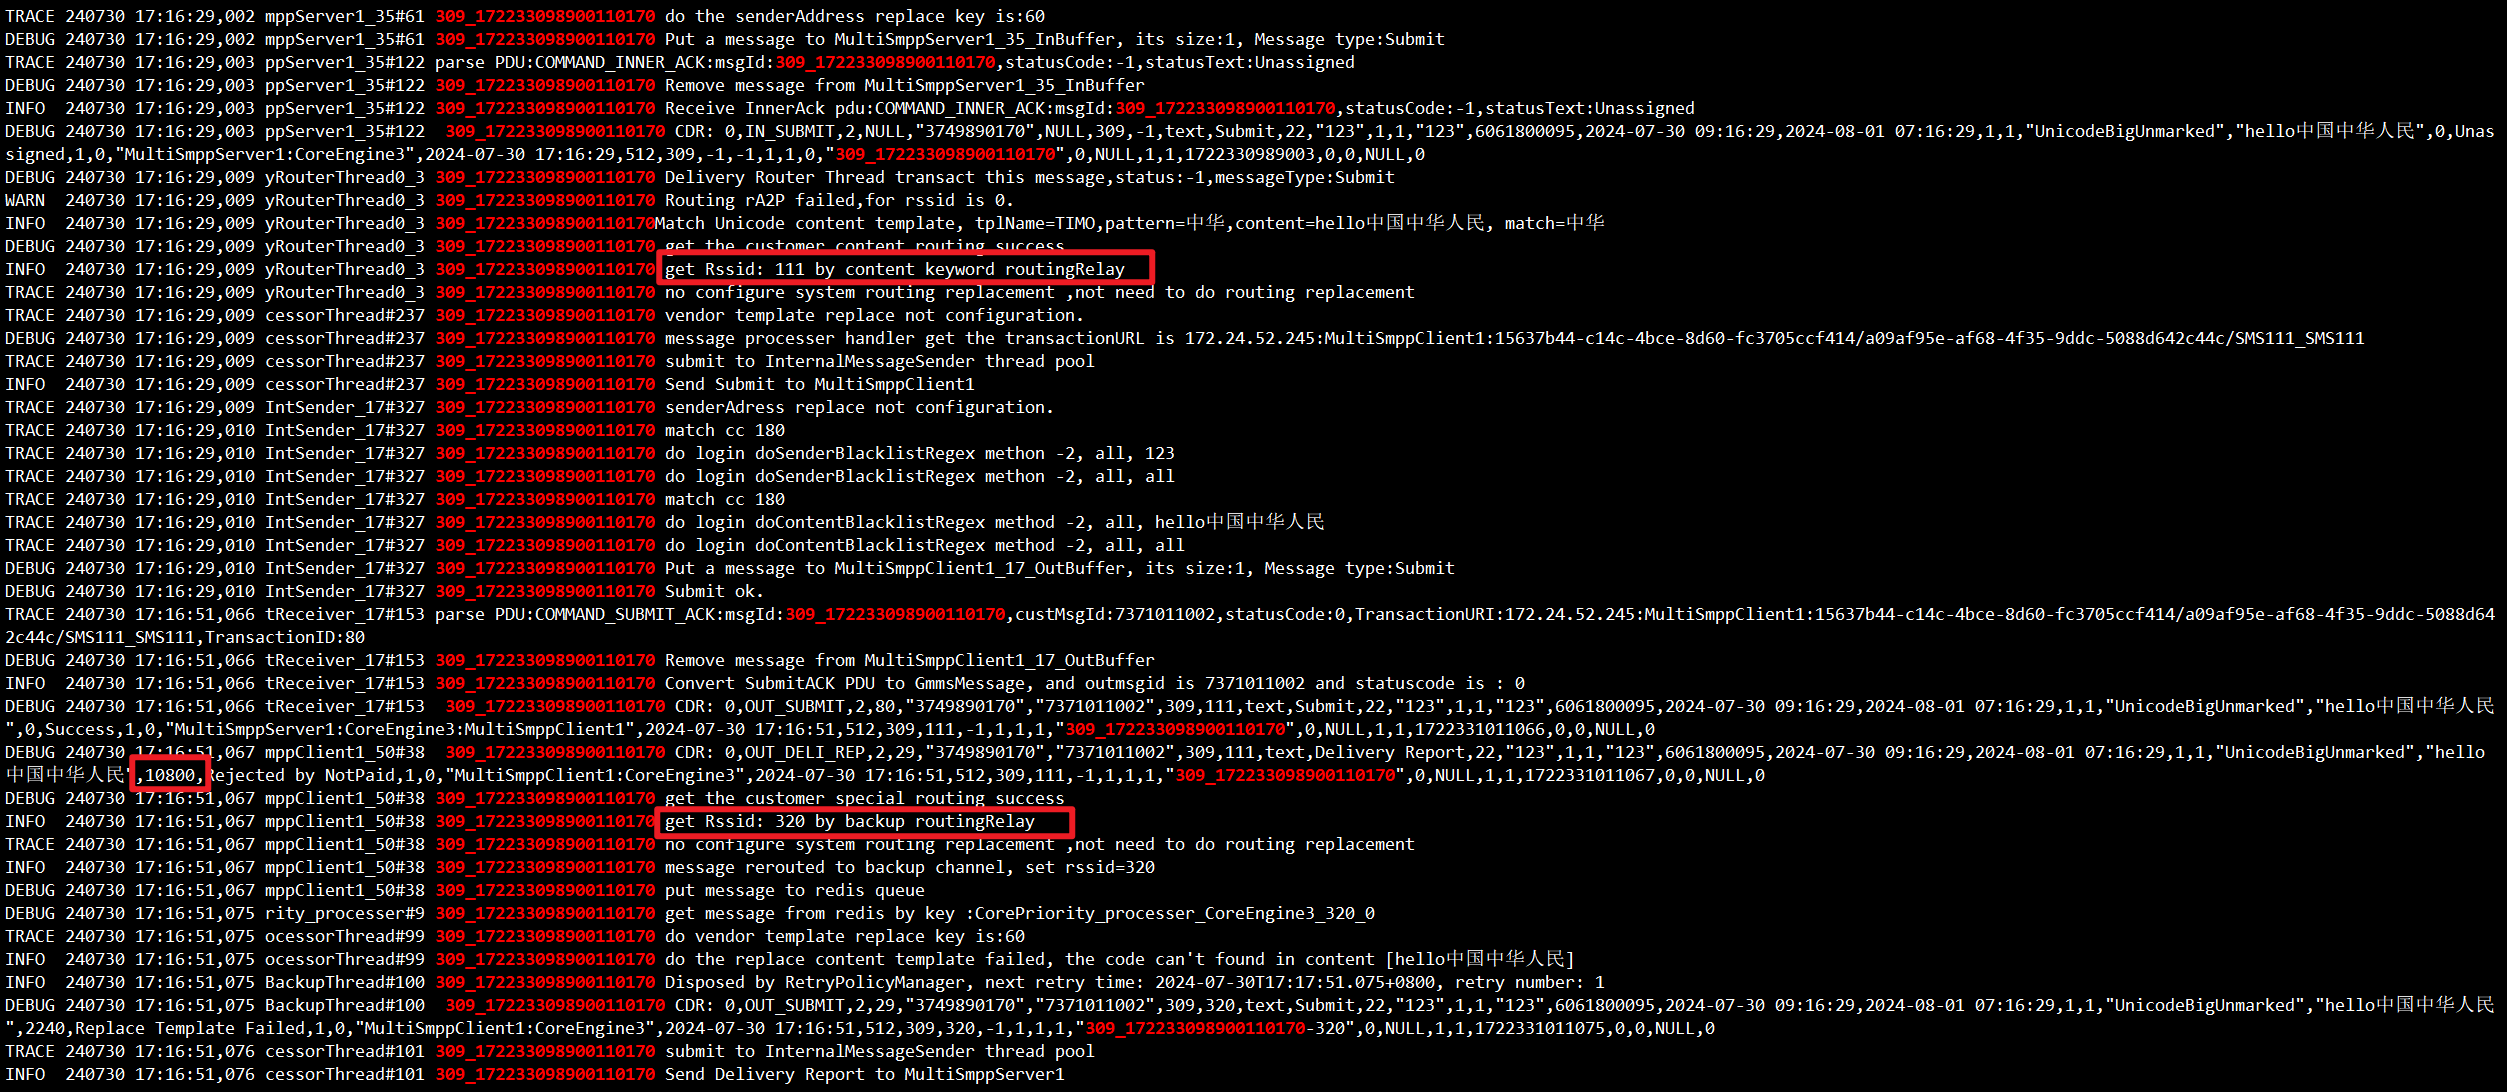 TRACE 240730 17:16:29,002 mppServer1_35#61 309_172233098900110170 do the senderAddress replace key is:60
DEBUG 240730 17:16:29,002 mppServer1_35#61 309_172233098900110170 Put a message to MultiSmppServer1_35_InBuffer, its size:1, Message type:Submit
TRACE 240730 17:16:29,003 ppServer1_35#122 parse PDU:COMMAND_INNER_ACK:msgId:309_172233098900110170,statusCode:-1,statusText:Unassigned
DEBUG 240730 17:16:29,003 ppServer1_35#122 309_172233098900110170 Remove message from MultiSmppServer1_35_InBuffer
INFO  240730 17:16:29,003 ppServer1_35#122 309_172233098900110170 Receive InnerAck pdu:COMMAND_INNER_ACK:msgId:309_172233098900110170,statusCode:-1,statusText:Unassigned
DEBUG 240730 17:16:29,003 ppServer1_35#122  309_172233098900110170 CDR: 0,IN_SUBMIT,2,NULL,"3749890170",NULL,309,-1,text,Submit,22,"123",1,1,"123",6061800095,2024-07-30 09:16:29,2024-08-01 07:16:29,1,1,"UnicodeBigUnmarked","hello中国中华人民",0,Unas
signed,1,0,"MultiSmppServer1:CoreEngine3",2024-07-30 17:16:29,512,309,-1,-1,1,1,0,"309_172233098900110170",0,NULL,1,1,1722330989003,0,0,NULL,0
DEBUG 240730 17:16:29,009 yRouterThread0_3 309_172233098900110170 Delivery Router Thread transact this message,status:-1,messageType:Submit
WARN  240730 17:16:29,009 yRouterThread0_3 309_172233098900110170 Routing rA2P failed,for rssid is 0.
INFO  240730 17:16:29,009 yRouterThread0_3 309_172233098900110170Match Unicode content template, tplName=TIMO,pattern=中华,content=hello中国中华人民, match=中华
DEBUG 240730 17:16:29,009 yRouterThread0_3 309_172233098900110170 get the customer content routing success
INFO  240730 17:16:29,009 yRouterThread0_3 309_172233098900110170 get Rssid: 111 by content keyword routingRelay
TRACE 240730 17:16:29,009 yRouterThread0_3 309_172233098900110170 no configure system routing replacement ,not need to do routing replacement
TRACE 240730 17:16:29,009 cessorThread#237 309_172233098900110170 vendor template replace not configuration.
DEBUG 240730 17:16:29,009 cessorThread#237 309_172233098900110170 message processer handler get the transactionURL is 172.24.52.245:MultiSmppClient1:15637b44-c14c-4bce-8d60-fc3705ccf414/a09af95e-af68-4f35-9ddc-5088d642c44c/SMS111_SMS111
TRACE 240730 17:16:29,009 cessorThread#237 309_172233098900110170 submit to InternalMessageSender thread pool
INFO  240730 17:16:29,009 cessorThread#237 309_172233098900110170 Send Submit to MultiSmppClient1
TRACE 240730 17:16:29,009 IntSender_17#327 309_172233098900110170 senderAdress replace not configuration.
TRACE 240730 17:16:29,010 IntSender_17#327 309_172233098900110170 match cc 180
TRACE 240730 17:16:29,010 IntSender_17#327 309_172233098900110170 do login doSenderBlacklistRegex methon -2, all, 123
TRACE 240730 17:16:29,010 IntSender_17#327 309_172233098900110170 do login doSenderBlacklistRegex methon -2, all, all
TRACE 240730 17:16:29,010 IntSender_17#327 309_172233098900110170 match cc 180
TRACE 240730 17:16:29,010 IntSender_17#327 309_172233098900110170 do login doContentBlacklistRegex method -2, all, hello中国中华人民
TRACE 240730 17:16:29,010 IntSender_17#327 309_172233098900110170 do login doContentBlacklistRegex method -2, all, all
DEBUG 240730 17:16:29,010 IntSender_17#327 309_172233098900110170 Put a message to MultiSmppClient1_17_OutBuffer, its size:1, Message type:Submit
DEBUG 240730 17:16:29,010 IntSender_17#327 309_172233098900110170 Submit ok.
TRACE 240730 17:16:51,066 tReceiver_17#153 parse PDU:COMMAND_SUBMIT_ACK:msgId:309_172233098900110170,custMsgId:7371011002,statusCode:0,TransactionURI:172.24.52.245:MultiSmppClient1:15637b44-c14c-4bce-8d60-fc3705ccf414/a09af95e-af68-4f35-9ddc-5088d64
2c44c/SMS111_SMS111,TransactionID:80
DEBUG 240730 17:16:51,066 tReceiver_17#153 309_172233098900110170 Remove message from MultiSmppClient1_17_OutBuffer
INFO  240730 17:16:51,066 tReceiver_17#153 309_172233098900110170 Convert SubmitACK PDU to GmmsMessage, and outmsgid is 7371011002 and statuscode is : 0
DEBUG 240730 17:16:51,066 tReceiver_17#153  309_172233098900110170 CDR: 0,OUT_SUBMIT,2,80,"3749890170","7371011002",309,111,text,Submit,22,"123",1,1,"123",6061800095,2024-07-30 09:16:29,2024-08-01 07:16:29,1,1,"UnicodeBigUnmarked","hello中国中华人民
",0,Success,1,0,"MultiSmppServer1:CoreEngine3:MultiSmppClient1",2024-07-30 17:16:51,512,309,111,-1,1,1,1,"309_172233098900110170",0,NULL,1,1,1722331011066,0,0,NULL,0
DEBUG 240730 17:16:51,067 mppClient1_50#38  309_172233098900110170 CDR: 0,OUT_DELI_REP,2,29,"3749890170","7371011002",309,111,text,Delivery Report,22,"123",1,1,"123",6061800095,2024-07-30 09:16:29,2024-08-01 07:16:29,1,1,"UnicodeBigUnmarked","hello
中国中华人民",10800,Rejected by NotPaid,1,0,"MultiSmppClient1:CoreEngine3",2024-07-30 17:16:51,512,309,111,-1,1,1,1,"309_172233098900110170",0,NULL,1,1,1722331011067,0,0,NULL,0
DEBUG 240730 17:16:51,067 mppClient1_50#38 309_172233098900110170 get the customer special routing success
INFO  240730 17:16:51,067 mppClient1_50#38 309_172233098900110170 get Rssid: 320 by backup routingRelay
TRACE 240730 17:16:51,067 mppClient1_50#38 309_172233098900110170 no configure system routing replacement ,not need to do routing replacement
INFO  240730 17:16:51,067 mppClient1_50#38 309_172233098900110170 message rerouted to backup channel, set rssid=320
DEBUG 240730 17:16:51,067 mppClient1_50#38 309_172233098900110170 put message to redis queue
DEBUG 240730 17:16:51,075 rity_processer#9 309_172233098900110170 get message from redis by key :CorePriority_processer_CoreEngine3_320_0
TRACE 240730 17:16:51,075 ocessorThread#99 309_172233098900110170 do vendor template replace key is:60
INFO  240730 17:16:51,075 ocessorThread#99 309_172233098900110170 do the replace content template failed, the code can't found in content [hello中国中华人民]
INFO  240730 17:16:51,075 BackupThread#100 309_172233098900110170 Disposed by RetryPolicyManager, next retry time: 2024-07-30T17:17:51.075+0800, retry number: 1
DEBUG 240730 17:16:51,075 BackupThread#100  309_172233098900110170 CDR: 0,OUT_SUBMIT,2,29,"3749890170","7371011002",309,320,text,Submit,22,"123",1,1,"123",6061800095,2024-07-30 09:16:29,2024-08-01 07:16:29,1,1,"UnicodeBigUnmarked","hello中国中华人民
",2240,Replace Template Failed,1,0,"MultiSmppClient1:CoreEngine3",2024-07-30 17:16:51,512,309,320,-1,1,1,1,"309_172233098900110170-320",0,NULL,1,1,1722331011075,0,0,NULL,0
TRACE 240730 17:16:51,076 cessorThread#101 309_172233098900110170 submit to InternalMessageSender thread pool
INFO  240730 17:16:51,076 cessorThread#101 309_172233098900110170 Send Delivery Report to MultiSmppServer1